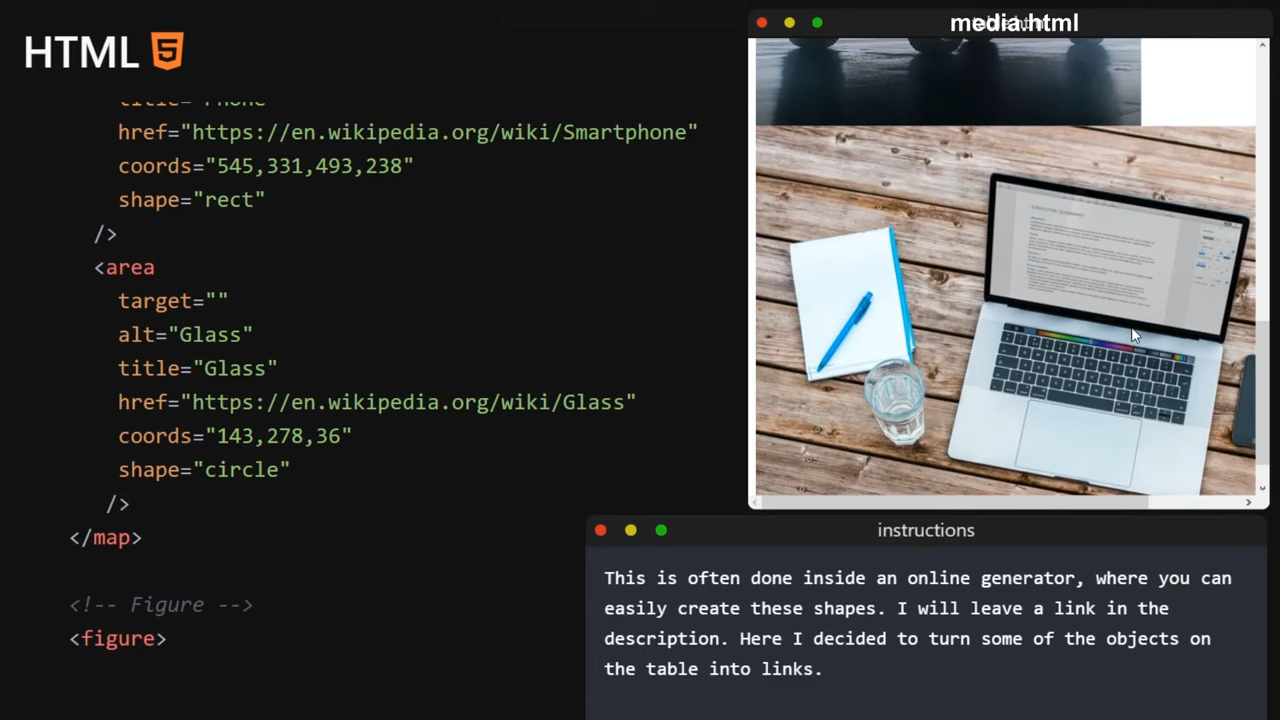 HTML 5
title="Phone"
href="https://en.wikipedia.org/wiki/Smartphone"
coords="545,331,493,238"
shape="rect"
/>
<area
target=""
alt="Glass"
title="Glass"
href="https://en.wikipedia.org/wiki/Glass"
coords="143,278,36"
shape="circle"
/>
</map>
<!-- Figure -->
<figure>
media.html
instructions
This is often done inside an online generator, where you can
easily create these shapes. I will leave a link in the
description. Here I decided to turn some of the objects on
the table into links.